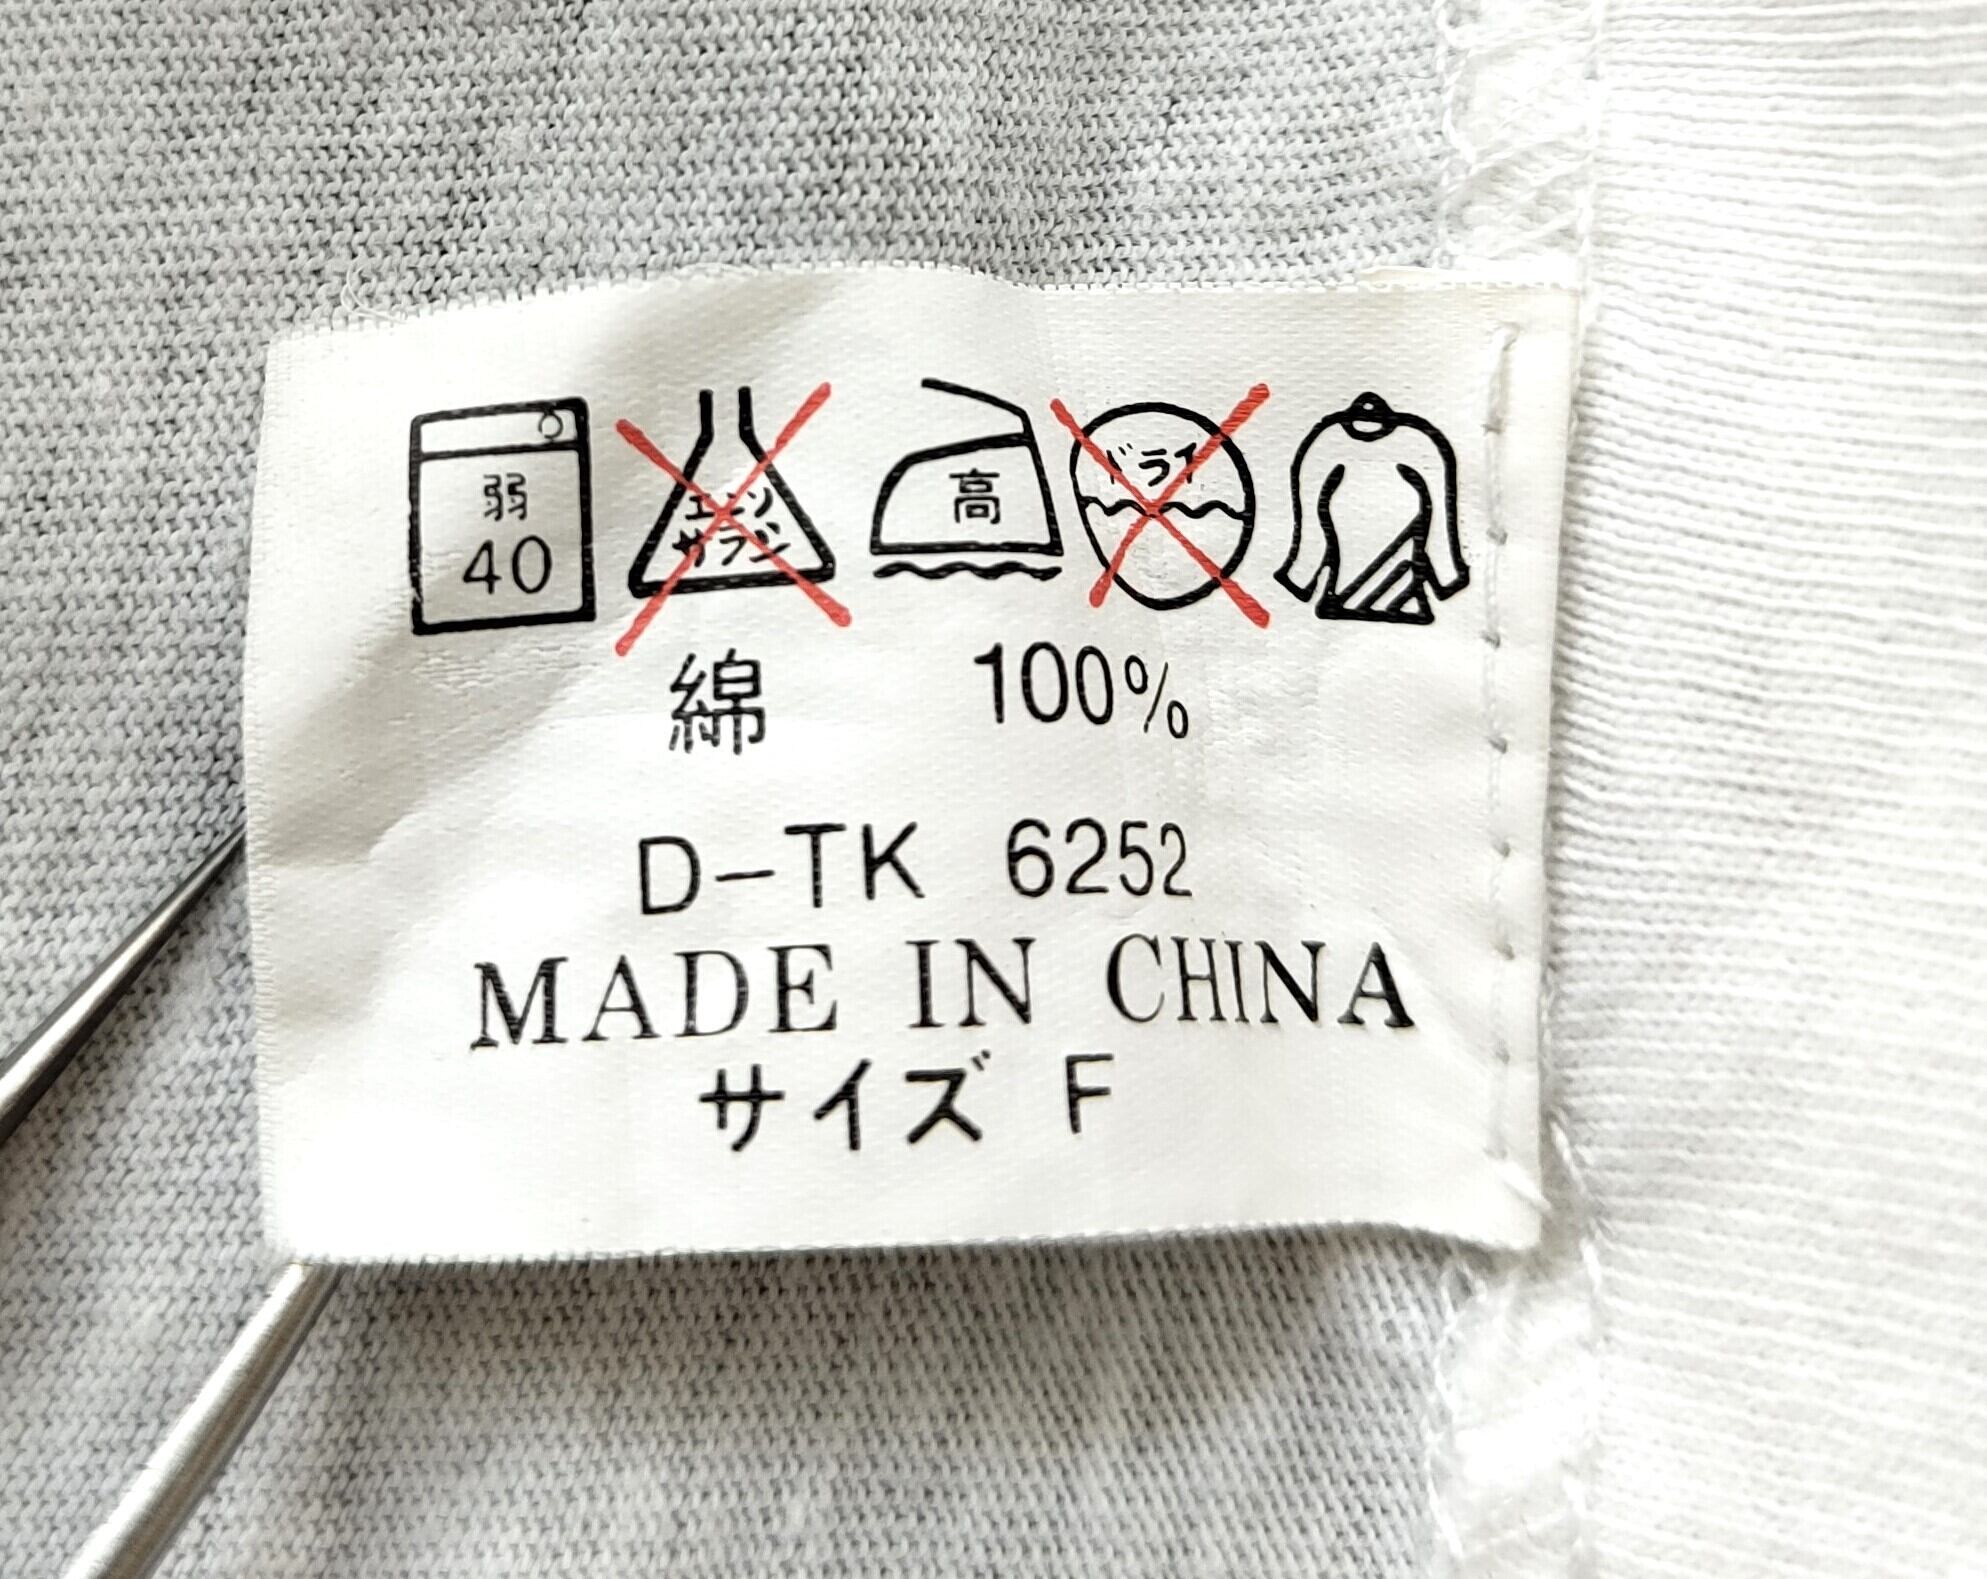 弱
40
エンソ
サラシ
高
ドライ
綿 100%
D-TK 6252
MADE IN CHINA
サイズ F